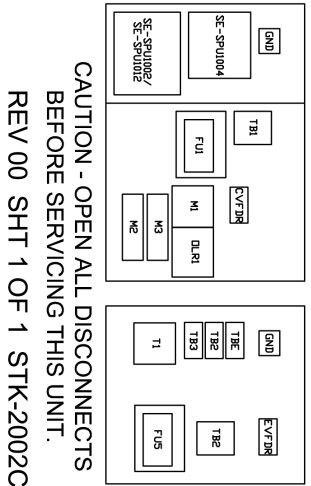 SE-SPU1002/
SE-SPU1012
SE-SPU1004
GND
FU1
TB1
M2
M3
M1
OLR1
CVFDR
T1
TB3
TB2
TBE
GND
FU5
TB2
EVFDR
CAUTION - OPEN ALL DISCONNECTS
BEFORE SERVICING THIS UNIT.
REV 00 SHT 1 OF 1 STK-2002C